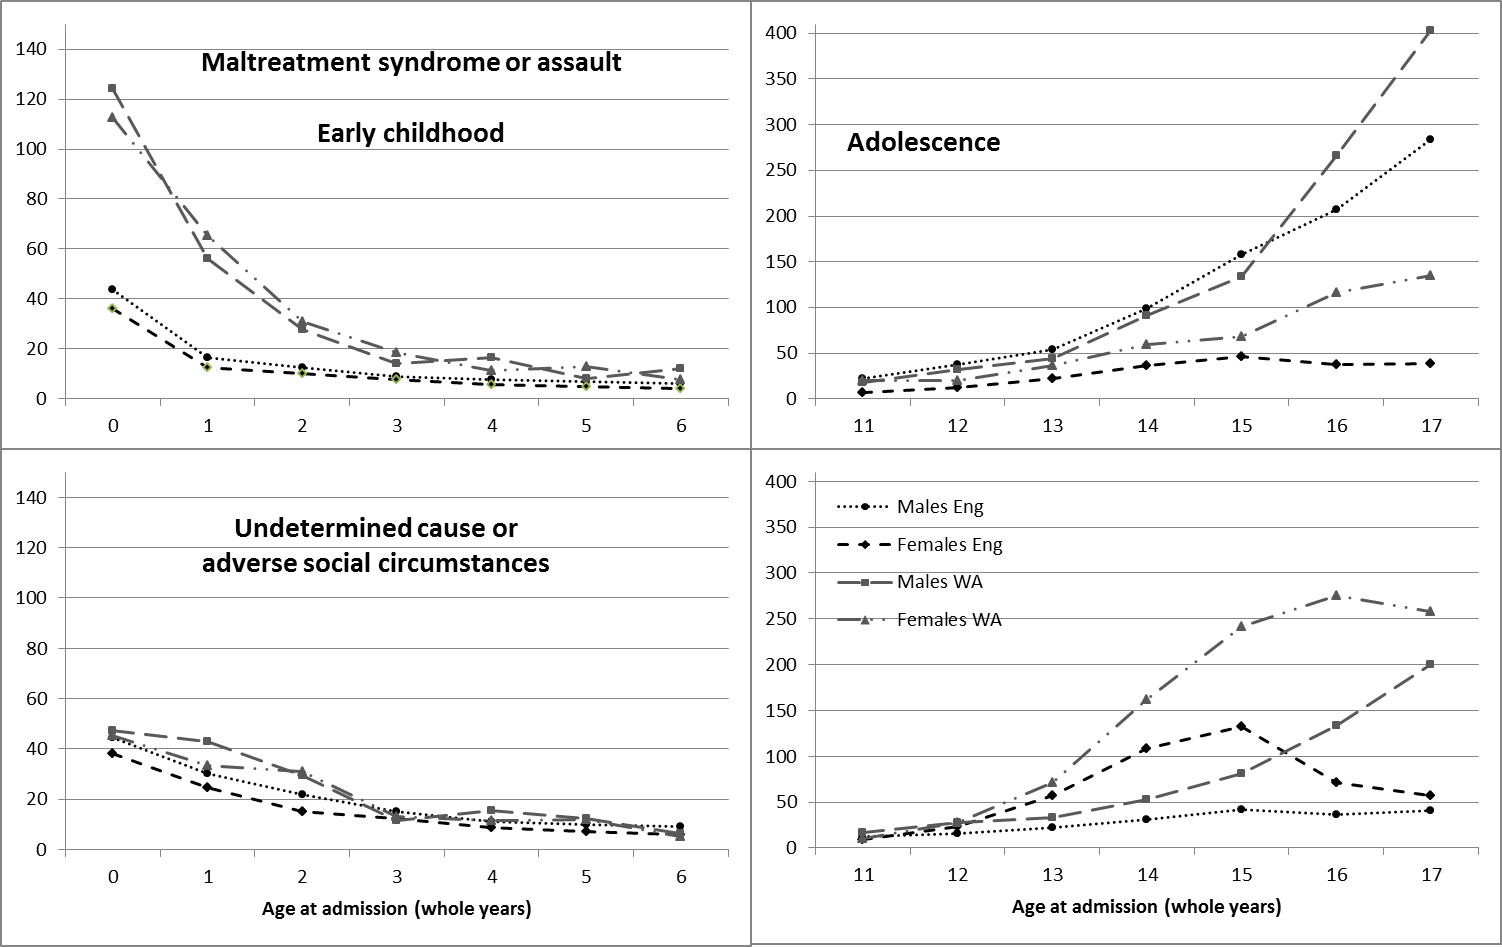 140
120
100
80
60
40
20
0
Maltreatment syndrome or assault
Early childhood
0 1 2 3 4 5 6
400
350
300
250
200
150
100
50
0
Adolescence
11 12 13 14 15 16 17
140
120
100
80
60
40
20
0
Undetermined cause or
adverse social circumstances
0 1 2 3 4 5 6
Age at admission (whole years)
400
350
300
250
200
150
100
50
0
Males Eng
Females Eng
Males WA
Females WA
11 12 13 14 15 16 17
Age at admission (whole years)